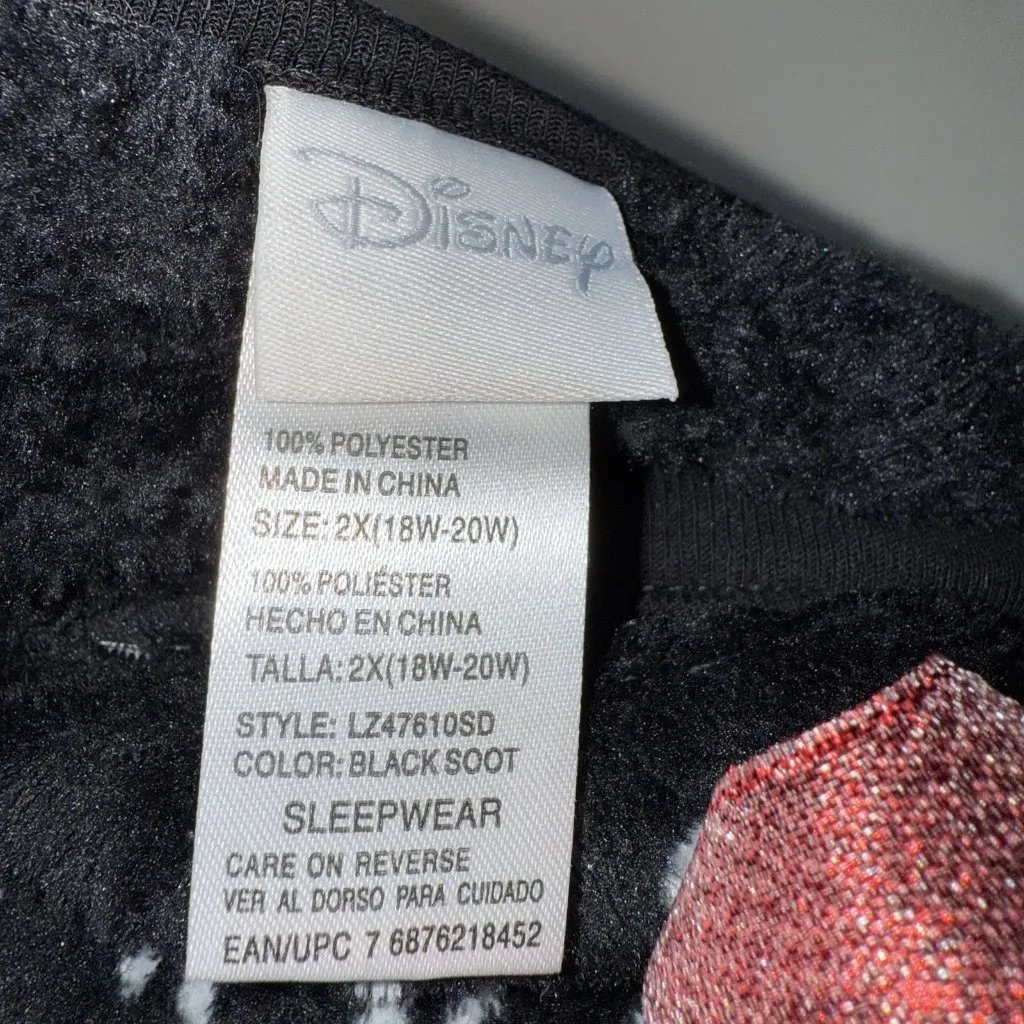 Disney
100% POLYESTER
MADE IN CHINA
SIZE: 2X(18W-20W)
100% POLIÉSTER
HECHO EN CHINA
TALLA: 2X(18W-20W)
STYLE: LZ47610SD
COLOR: BLACK SOOT
SLEEPWEAR
CARE ON REVERSE
VER AL DORSO PARA CUIDADO
EAN/UPC 7 6876218452